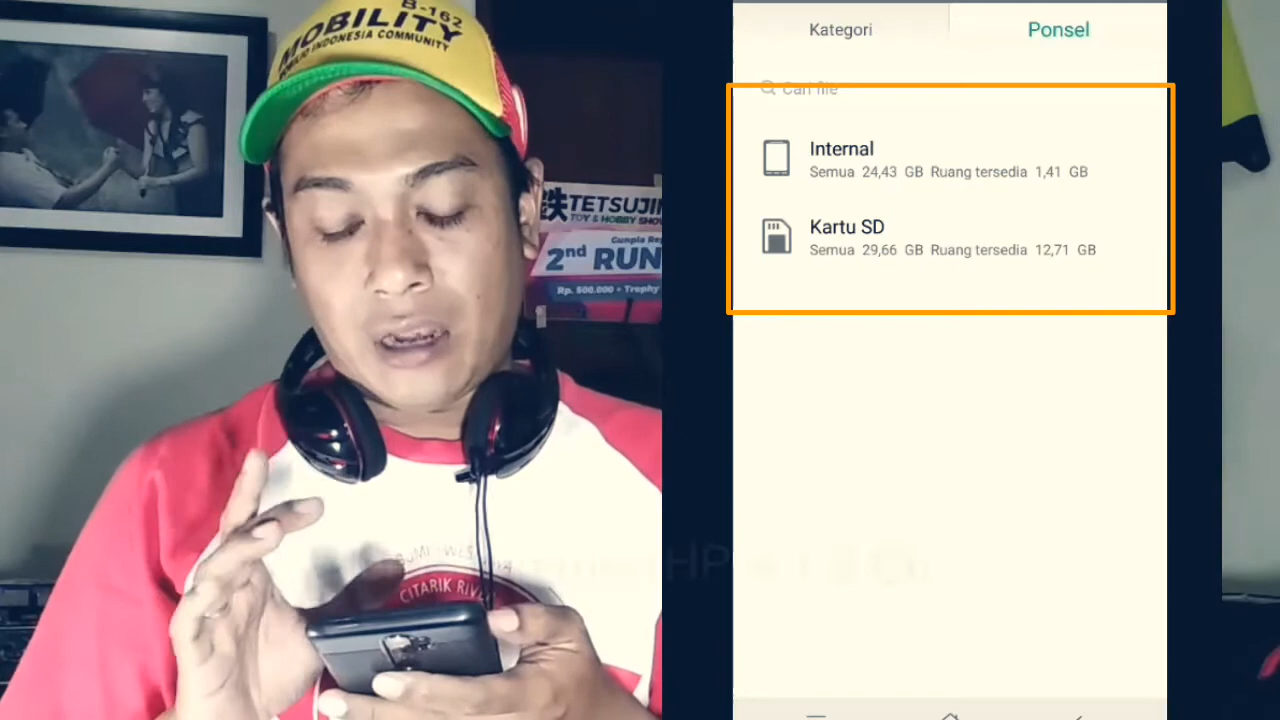 B-162
MOBILITY
INDONESIA COMMUNITY
TETSUJIN
TOY & HOBBY SHOW
2nd RUN
Rp. 500.000 + Trophy
CITARIK RIVE
Kategori
Ponsel
Cari file
Internal
Semua 24,43 GB Ruang tersedia 1,41 GB
Kartu SD
Semua 29,66 GB Ruang tersedia 12,71 GB